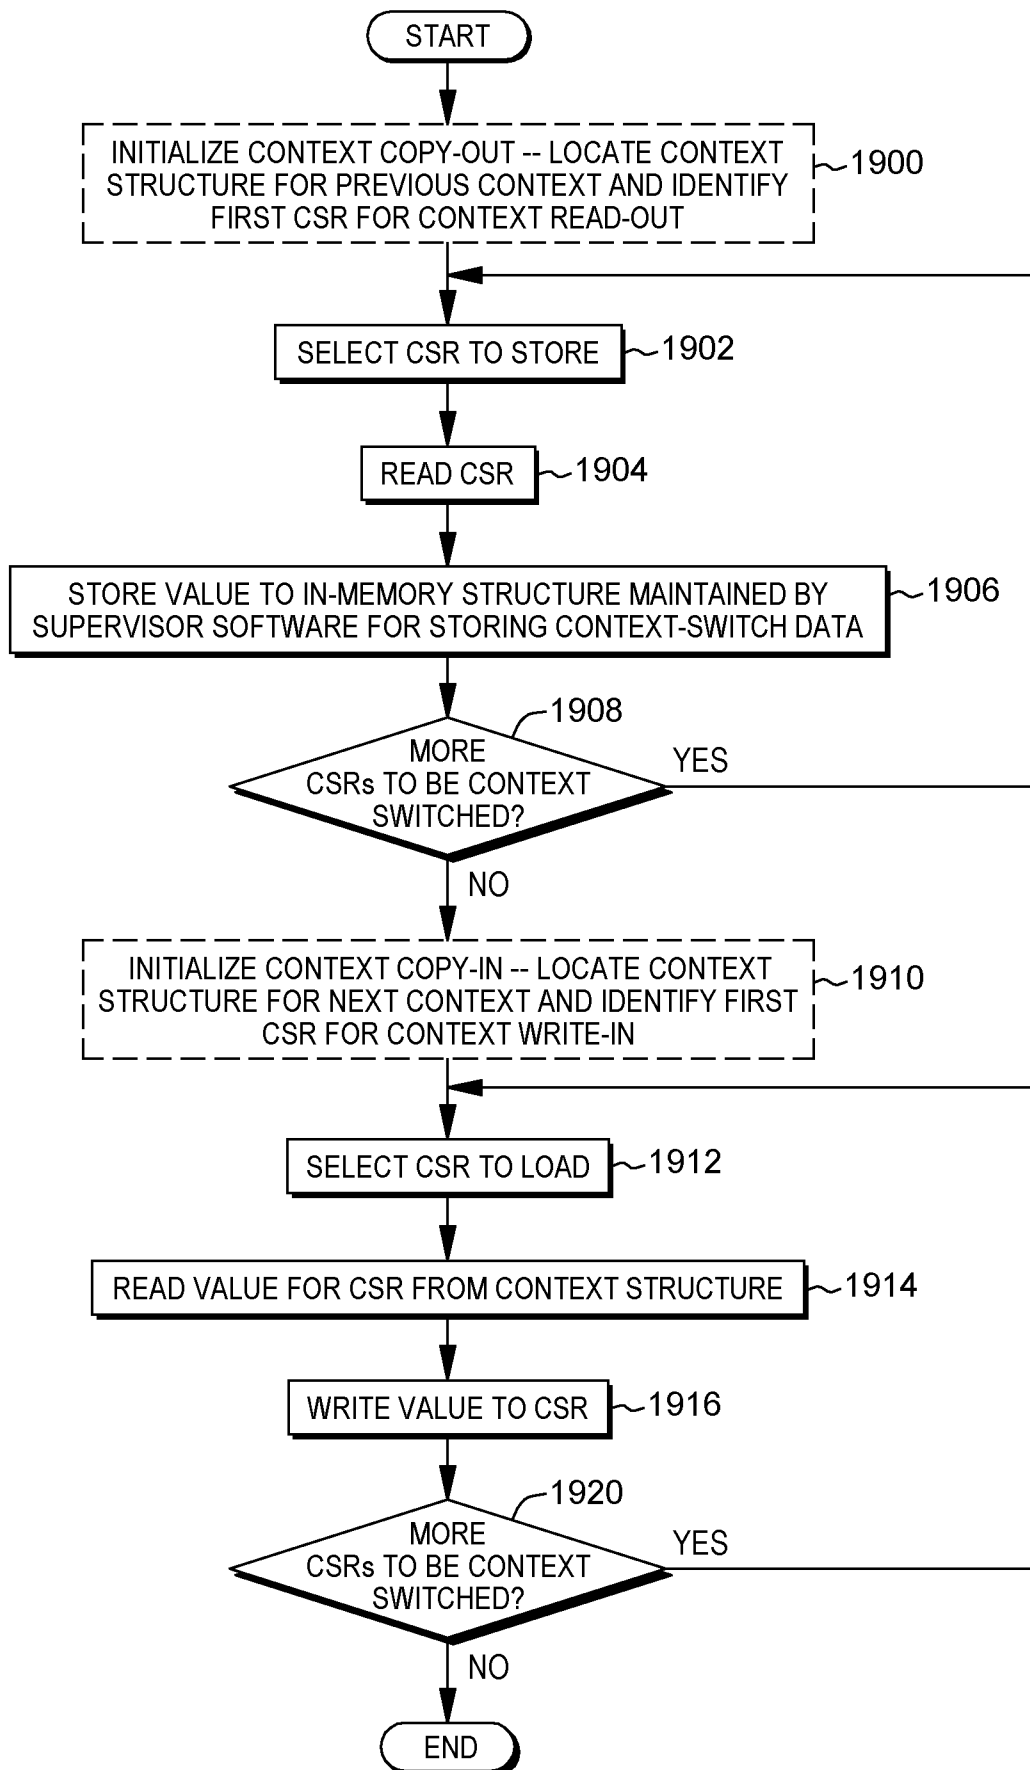 START
INITIALIZE CONTEXT COPY-OUT -- LOCATE CONTEXT
STRUCTURE FOR PREVIOUS CONTEXT AND IDENTIFY
FIRST CSR FOR CONTEXT READ-OUT
1900
SELECT CSR TO STORE
1902
READ CSR
1904
STORE VALUE TO IN-MEMORY STRUCTURE MAINTAINED BY
SUPERVISOR SOFTWARE FOR STORING CONTEXT-SWITCH DATA
1906
1908
MORE
CSRs TO BE CONTEXT
SWITCHED?
YES
NO
INITIALIZE CONTEXT COPY-IN -- LOCATE CONTEXT
STRUCTURE FOR NEXT CONTEXT AND IDENTIFY FIRST
CSR FOR CONTEXT WRITE-IN
1910
SELECT CSR TO LOAD
1912
READ VALUE FOR CSR FROM CONTEXT STRUCTURE
1914
WRITE VALUE TO CSR
1916
1920
MORE
CSRs TO BE CONTEXT
SWITCHED?
YES
NO
END